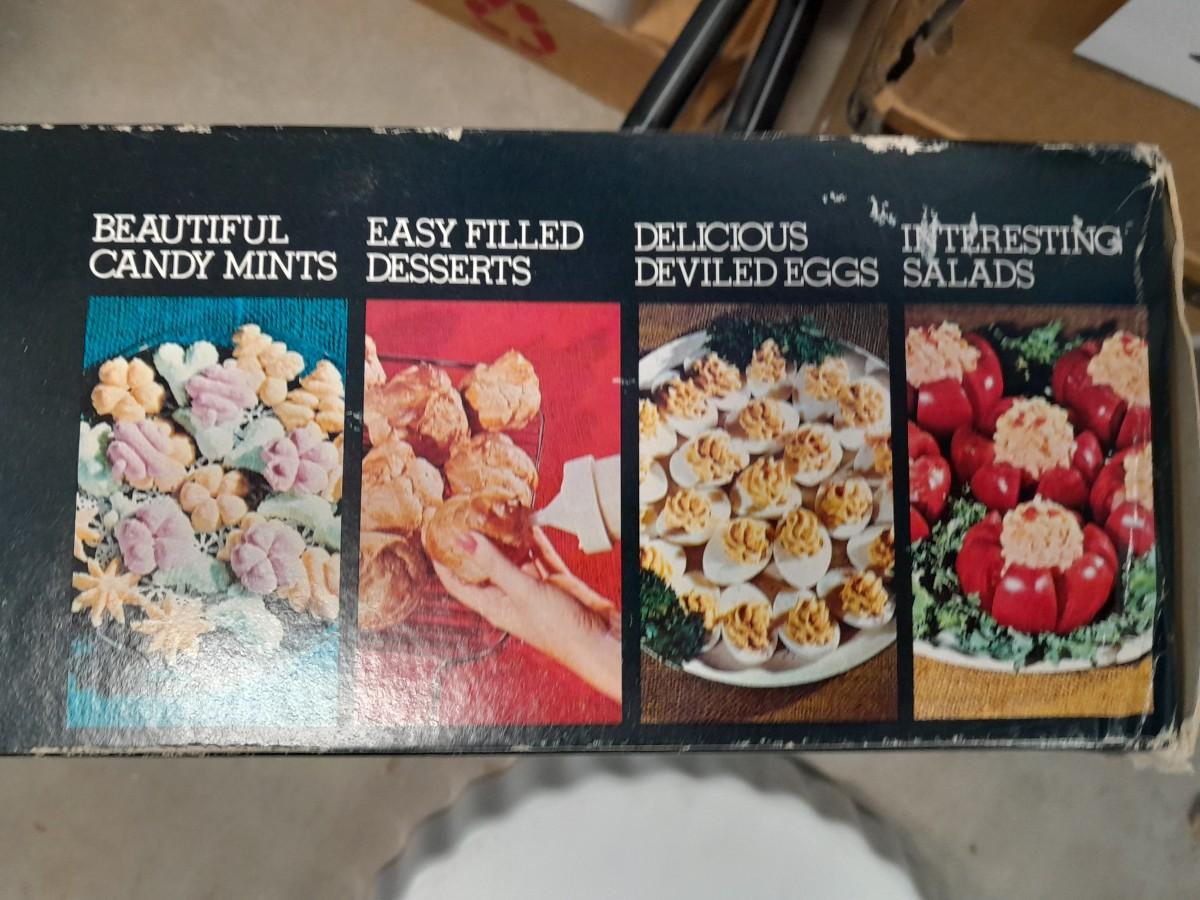 BEAUTIFUL
CANDY MINTS
EASY FILLED
DESSERTS
DELICIOUS
DEVILED EGGS
INTERESTING
SALADS